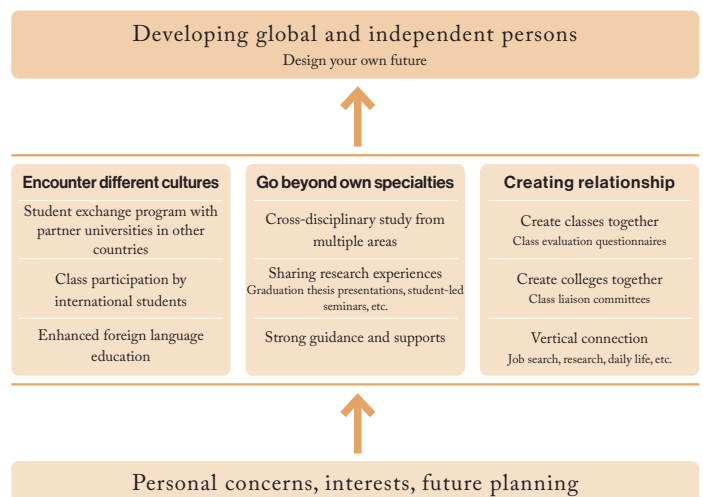 Developing global and independent persons
Design your own future
Encounter different cultures
Student exchange program with
partner universities in other
countries
Class participation by
international students
Enhanced foreign language
education
Go beyond own specialties
Cross-disciplinary study from
multiple areas
Sharing research experiences
Graduation thesis presentations, student-led
seminars, etc.
Strong guidance and supports
Creating relationship
Create classes together
Class evaluation questionnaires
Create colleges together
Class liaison committees
Vertical connection
Job search, research, daily life, etc.
Personal concerns, interests, future planning